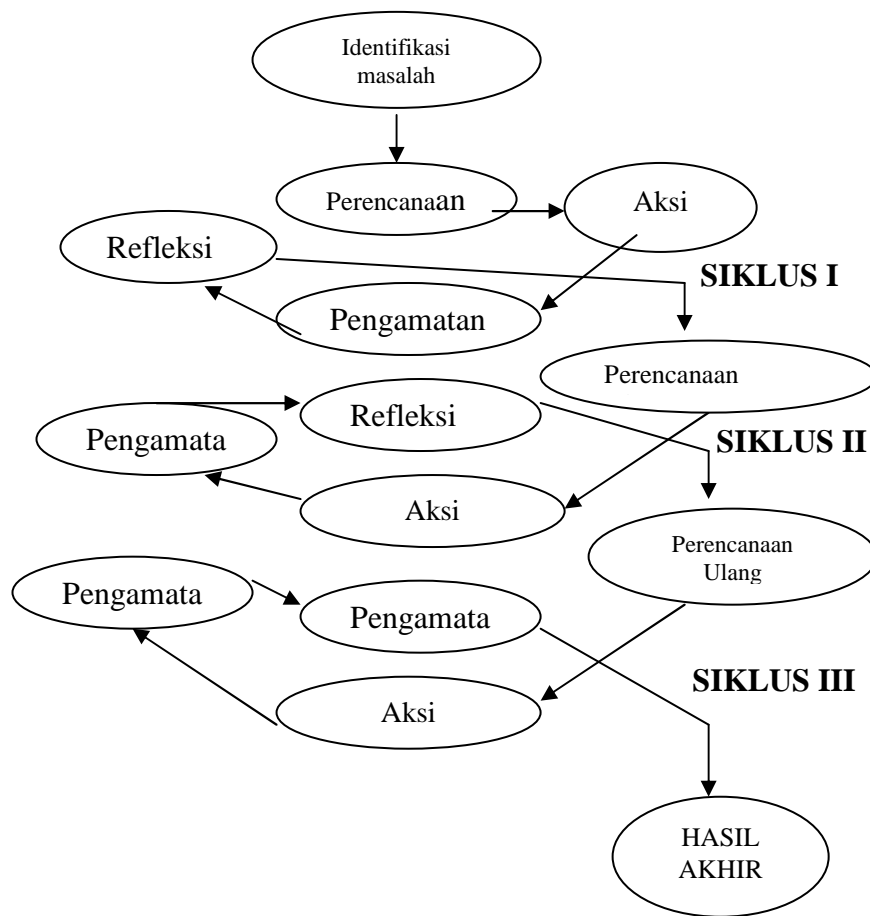 Identifikasi
masalah
Perencanaan
Aksi
Refleksi
SIKLUS I
Pengamatan
Perencanaan
Refleksi
Pengamata
SIKLUS II
Aksi
Perencanaan
Ulang
Pengamata
Pengamata
SIKLUS III
Aksi
HASIL
AKHIR